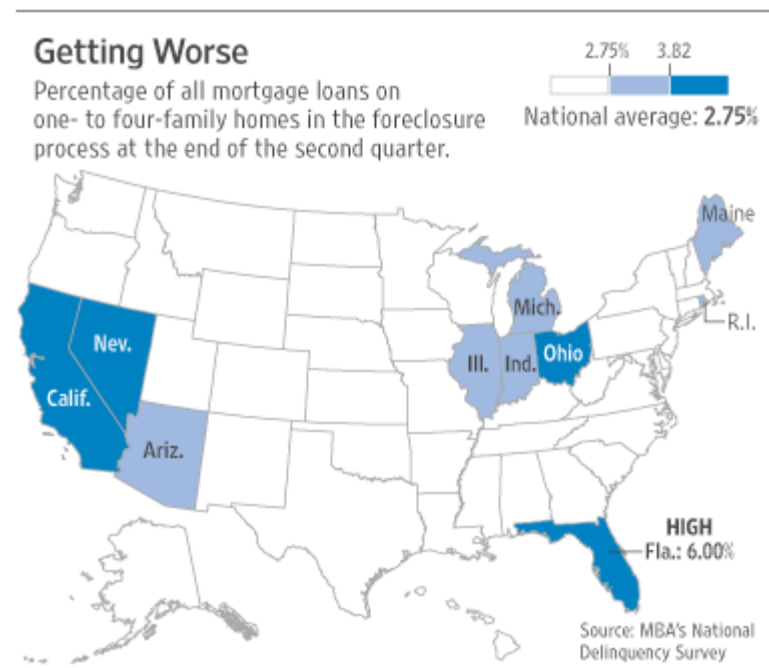 Getting Worse
Percentage of all mortgage loans on
one- to four-family homes in the foreclosure
process at the end of the second quarter.
2.75% 3.82
National average: 2.75%
Maine
Mich.
R.I.
Nev.
Ill. Ind. Ohio
Calif.
Ariz.
HIGH
Fla.: 6.00%
Source: MBA's National
Delinquency Survey